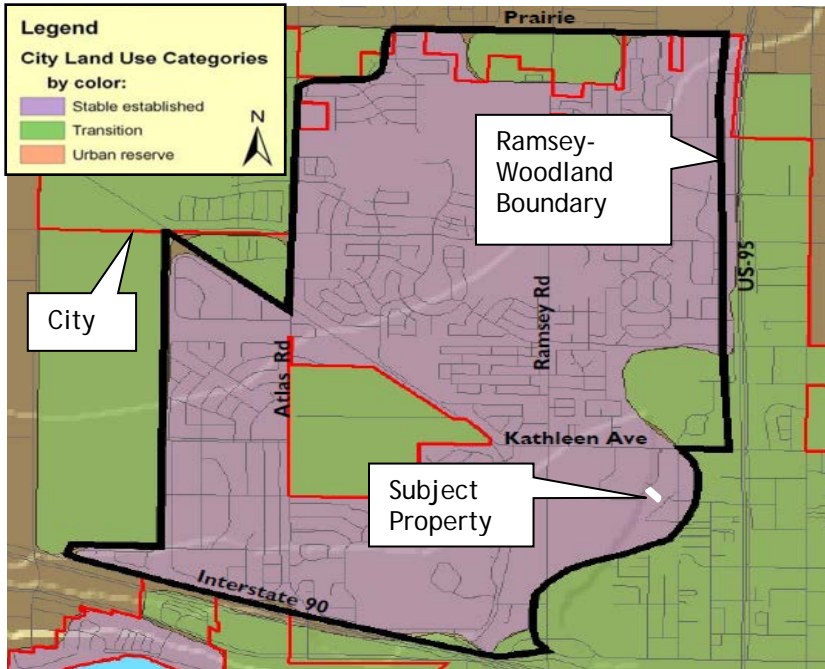 Legend
City Land Use Categories
by color:
Stable established
Transition
Urban reserve
N
Prairie
Ramsey-
Woodland
Boundary
US-95
City
Atlas Rd
Ramsey Rd
Kathleen Ave
Subject
Property
Interstate 90